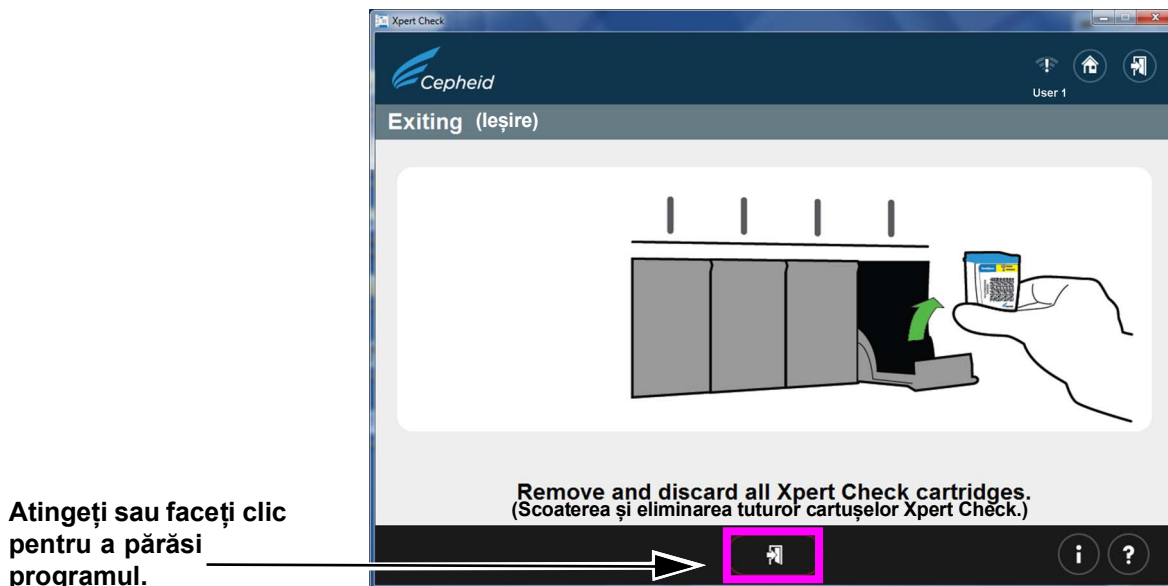 Xpert Check
Cepheid
User 1
Exiting (Ieșire)
Remove and discard all Xpert Check cartridges.
(Scoaterea și eliminarea tuturor cartușelor Xpert Check.)
Atingeți sau faceți clic
pentru a părăsi
programul.
i ?